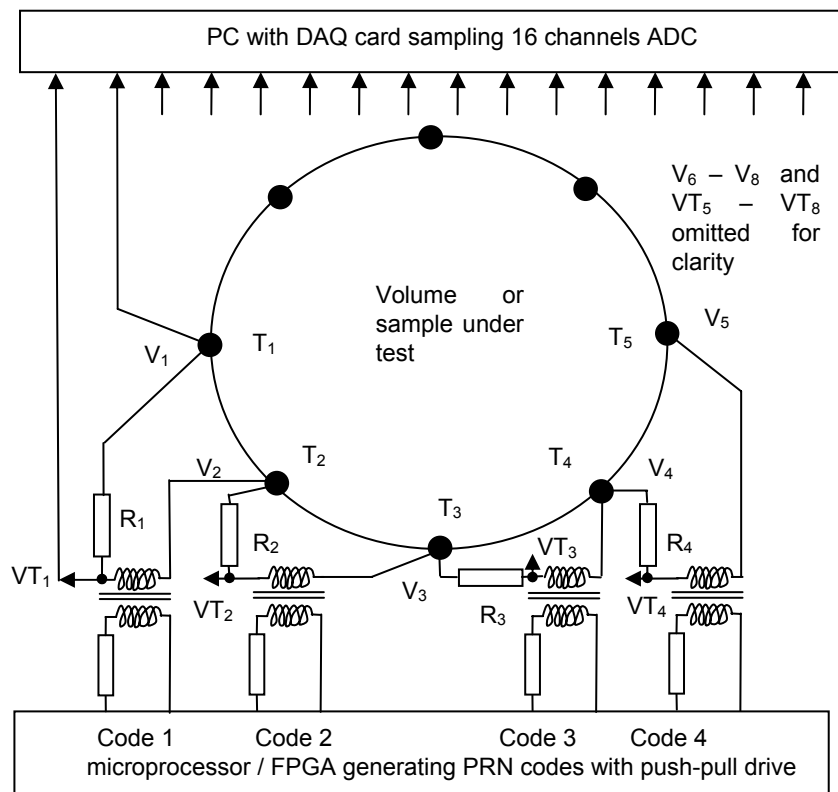 PC with DAQ card sampling 16 channels ADC
V₆ – V₈ and
VT₅ – VT₈
omitted for
clarity
Volume or
sample under
test
V₁
T₁
T₅
V₅
V₂
T₂
T₄
V₄
T₃
R₁
R₂
VT₃
R₄
VT₁
VT₂
V₃
R₃
VT₄
Code 1
Code 2
Code 3
Code 4
microprocessor / FPGA generating PRN codes with push-pull drive